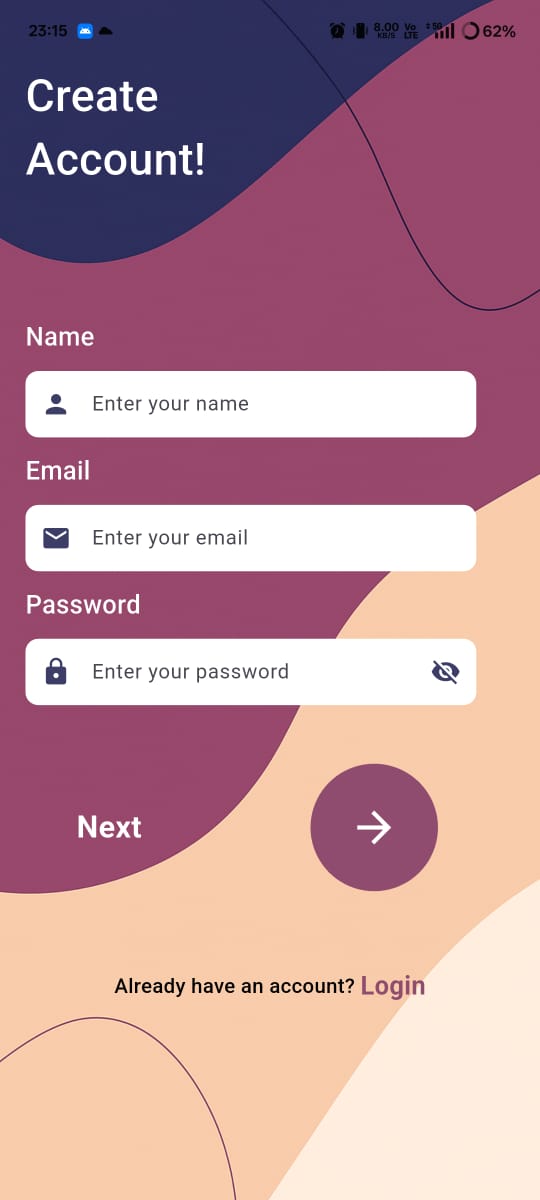 23:15 8.00 KB/S Vo LTE 5G 62%
Create
Account!
Name
Enter your name
Email
Enter your email
Password
Enter your password
Next
Already have an account? Login